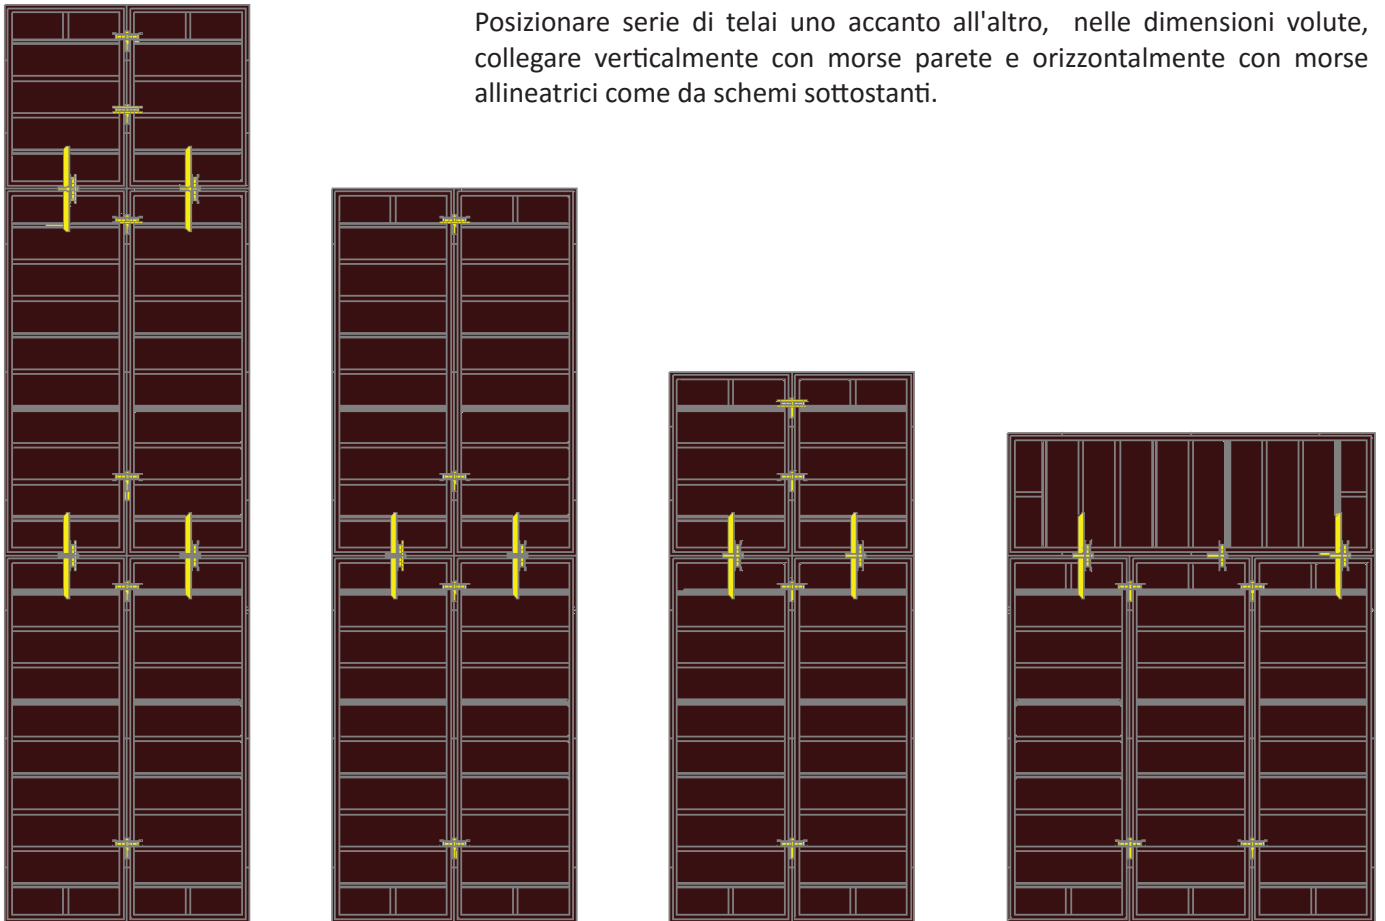 Posizionare serie di telai uno accanto all'altro, nelle dimensioni volute,
collegare verticalmente con morse parete e orizzontalmente con morse
allineatrici come da schemi sottostanti.